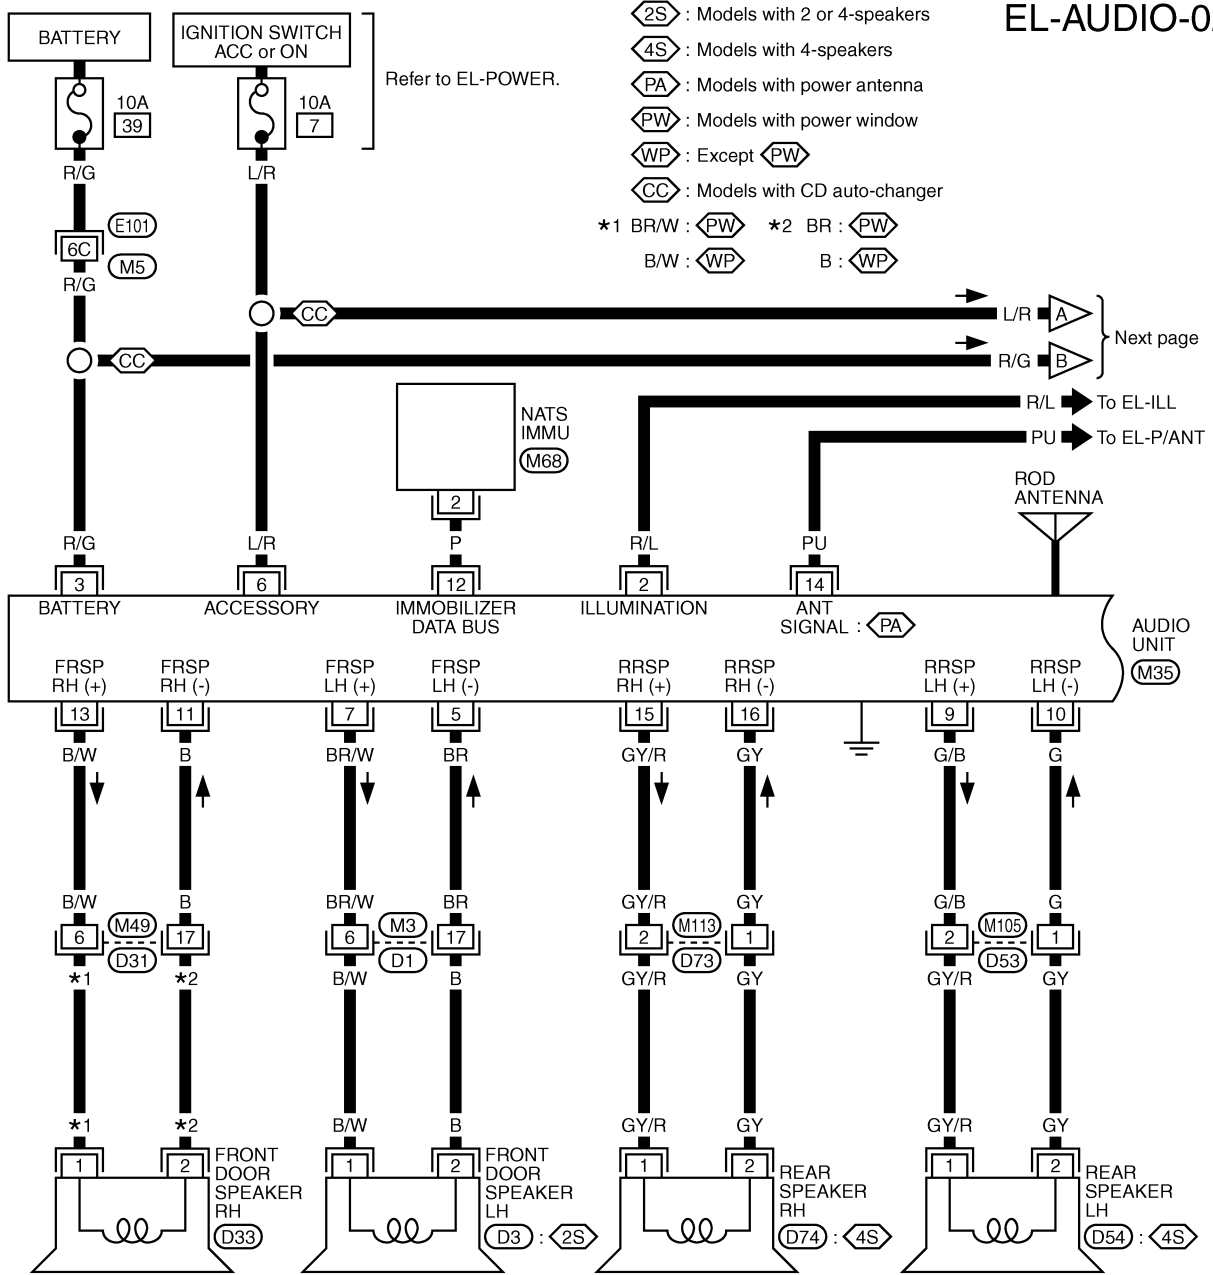 BATTERY
IGNITION SWITCH
ACC or ON
10A
39
10A
7
Refer to EL-POWER.
2S : Models with 2 or 4-speakers
4S : Models with 4-speakers
PA : Models with power antenna
PW : Models with power window
WP : Except PW
CC : Models with CD auto-changer
*1 BR/W : PW *2 BR : PW
B/W : WP B : WP
EL-AUDIO-0
R/G
L/R
6C
E101
M5
R/G
CC
L/R
A
CC
R/G
B
Next page
R/L
To EL-ILL
PU
To EL-P/ANT
NATS
IMMU
M68
2
ROD
ANTENNA
R/G L/R P R/L PU
3 6 12 2 14
BATTERY
ACCESSORY
IMMOBILIZER
DATA BUS
ILLUMINATION
ANT
SIGNAL : PA
AUDIO
UNIT
M35
FRSP FRSP FRSP FRSP RRSP RRSP RRSP RRSP
RH (+) RH (-) LH (+) LH (-) RH (+) RH (-) LH (+) LH (-)
13 11 7 5 15 16 9 10
B/W B BR/W BR GY/R GY G/B G
B/W B BR/W BR GY/R GY G/B G
6 M49 17 6 M3 17 2 M113 1 2 M105 1
D31 D1 D73 D53
*1 *2 B/W B GY/R GY GY/R GY
*1 *2 B/W B GY/R GY GY/R GY
1 2 1 2 1 2 1 2
FRONT
DOOR
SPEAKER
RH
D33
FRONT
DOOR
SPEAKER
LH
D3 : 2S
REAR
SPEAKER
RH
D74 : 4S
REAR
SPEAKER
LH
D54 : 4S